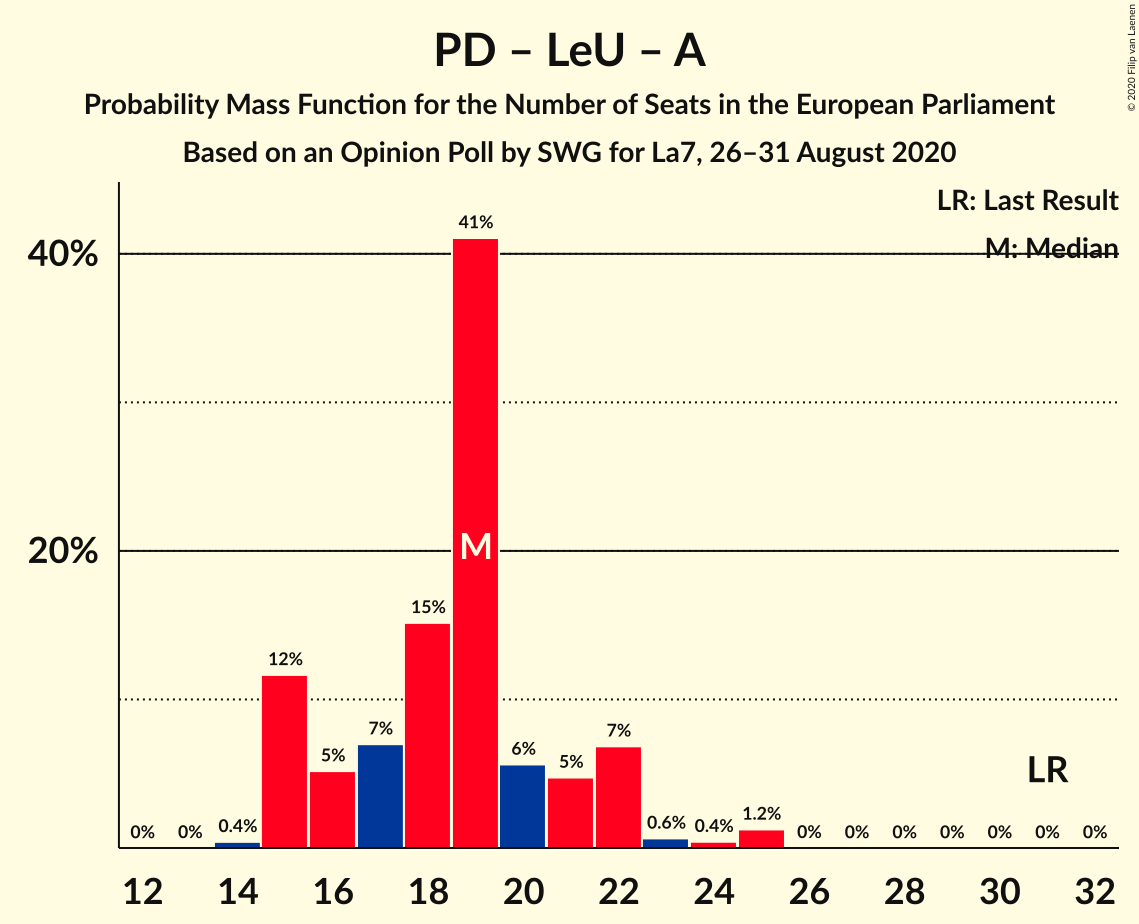 PD – LeU – A
Probability Mass Function for the Number of Seats in the European Parliament
Based on an Opinion Poll by SWG for La7, 26–31 August 2020
© 2020 Filip van Laenen
LR: Last Result
M: Median
40%
20%
0% 0% 0.4% 12% 5% 7% 15% 41% 6% 5% 7% 0.6% 0.4% 1.2% 0% 0% 0% 0% 0% 0% 0%
M
LR
12 14 16 18 20 22 24 26 28 30 32